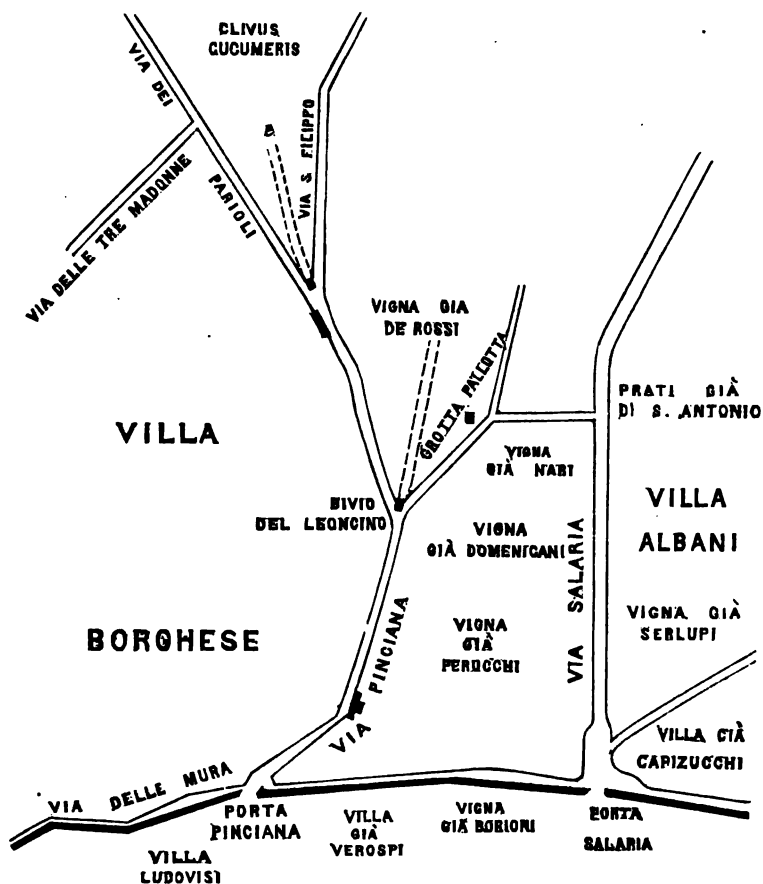 CLIVUS
CUCUMERIS
VIA DEI
PARIOLI
VIA S FILIPPO
VIA DELLE TRE MADONNE
VIGNA GIA
DE ROSSI
GROTTA PALLOTTA
PRATI GIÀ
DI S. ANTONIO
VILLA
VIGNA
GIÀ NARI
BIVIO
DEL LEONCINO
VIGNA
GIÀ DOMENICANI
VILLA
ALBANI
VIA SALARIA
BORGHESE
VIA PINCIANA
VIGNA
GIÀ
PERUCCHI
VIGNA GIÀ
SERLUPI
VILLA GIÀ
CAPIZUCCHI
VIA DELLE MURA
PORTA
PINCIANA
VILLA
GIÀ
VEROSPI
VIGNA
GIÀ BORIONI
PORTA
SALARIA
VILLA
LUDOVISI